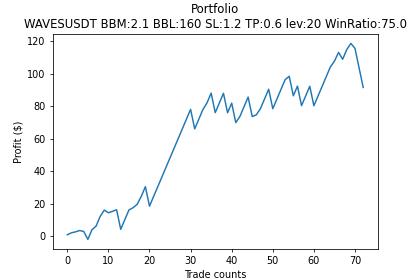 Portfolio
WAVESUSDT BBM:2.1 BBL:160 SL:1.2 TP:0.6 lev:20 WinRatio:75.0
120
100
80
60
40
20
0
Profit ($)
0 10 20 30 40 50 60 70
Trade counts